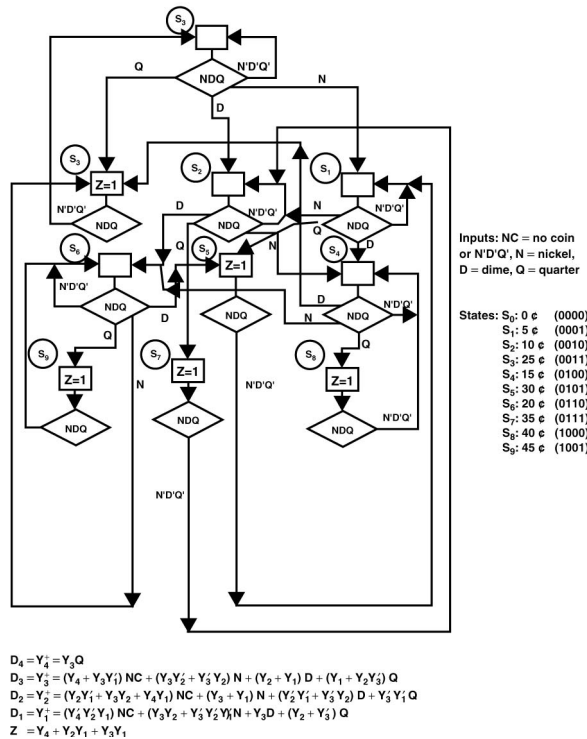 S3
N'D'Q'
Q
NDQ
N
D
S3
S2
S1
Z=1
N'D'Q'
NDQ
D
NDQ
N'D'Q'
N
NDQ
N'D'Q'
S6
Q
S5
N
Q
S4
D
Z=1
N'D'Q'
NDQ
D
N
D
NDQ
N'D'Q'
Q
S9
S7
S8
Q
Z=1
N
Z=1
Z=1
NDQ
NDQ
N'D'Q'
NDQ
N'D'Q'
N'D'Q'
Inputs: NC = no coin
or N'D'Q', N = nickel,
D = dime, Q = quarter
States: S0: 0 ¢ (0000)
S1: 5 ¢ (0001)
S2: 10 ¢ (0010)
S3: 25 ¢ (0011)
S4: 15 ¢ (0100)
S5: 30 ¢ (0101)
S6: 20 ¢ (0110)
S7: 35 ¢ (0111)
S8: 40 ¢ (1000)
S9: 45 ¢ (1001)
D4 = Y4+ = Y3Q
D3 = Y3+ = (Y4 + Y3Y1') NC + (Y3Y2' + Y3'Y2) N + (Y2 + Y1) D + (Y1 + Y2Y3') Q
D2 = Y2+ = (Y2Y1' + Y3Y2 + Y4Y1) NC + (Y3 + Y1) N + (Y2'Y1' + Y3'Y2) D + Y3'Y1'Q
D1 = Y1+ = (Y4'Y2'Y1) NC + (Y3Y2 + Y3'Y2'Y1')N + Y3D + (Y2 + Y3') Q
Z = Y4 + Y2Y1 + Y3Y1